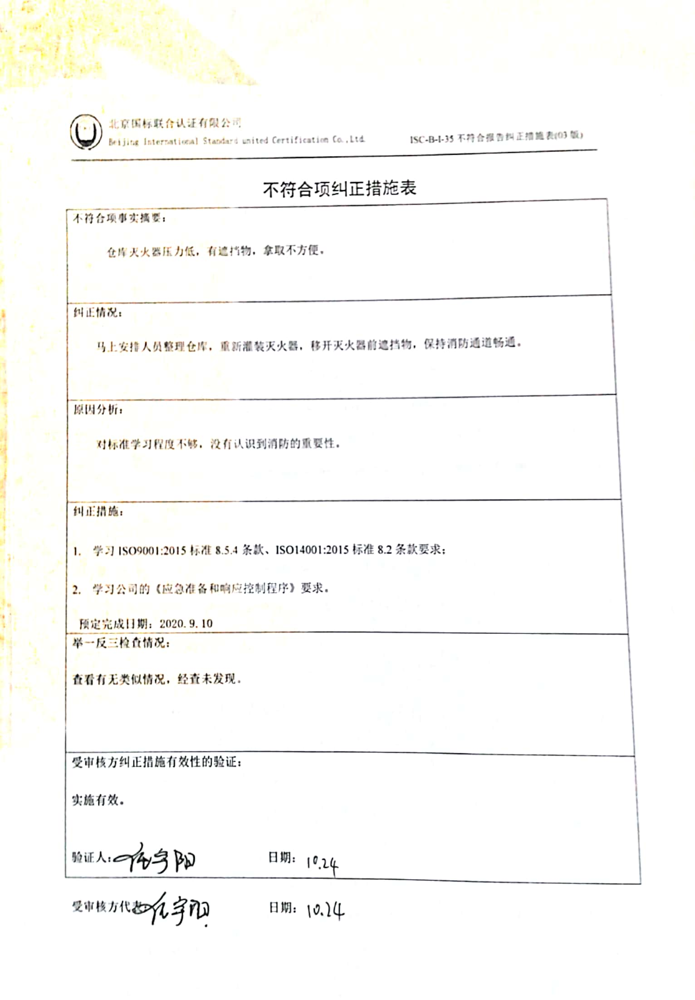 北京国标联合认证有限公司
Beijing International Standard united Certification Co.,Ltd.
ISC-B-I-35 不符合报告纠正措施表(03 版)
不符合项纠正措施表
不符合项事实摘要：
仓库灭火器压力低，有遮挡物，拿取不方便。
纠正情况：
马上安排人员整理仓库，重新灌装灭火器，移开灭火器前遮挡物，保持消防通道畅通。
原因分析：
对标准学习程度不够，没有认识到消防的重要性。
纠正措施：
1. 学习 ISO9001:2015 标准 8.5.4 条款、ISO14001:2015 标准 8.2 条款要求；
2. 学习公司的《应急准备和响应控制程序》要求。
预定完成日期：2020.9.10
举一反三检查情况：
查看有无类似情况，经查未发现。
受审核方纠正措施有效性的验证：
实施有效。
验证人： 日期：10.24
受审核方代表： 日期：10.24